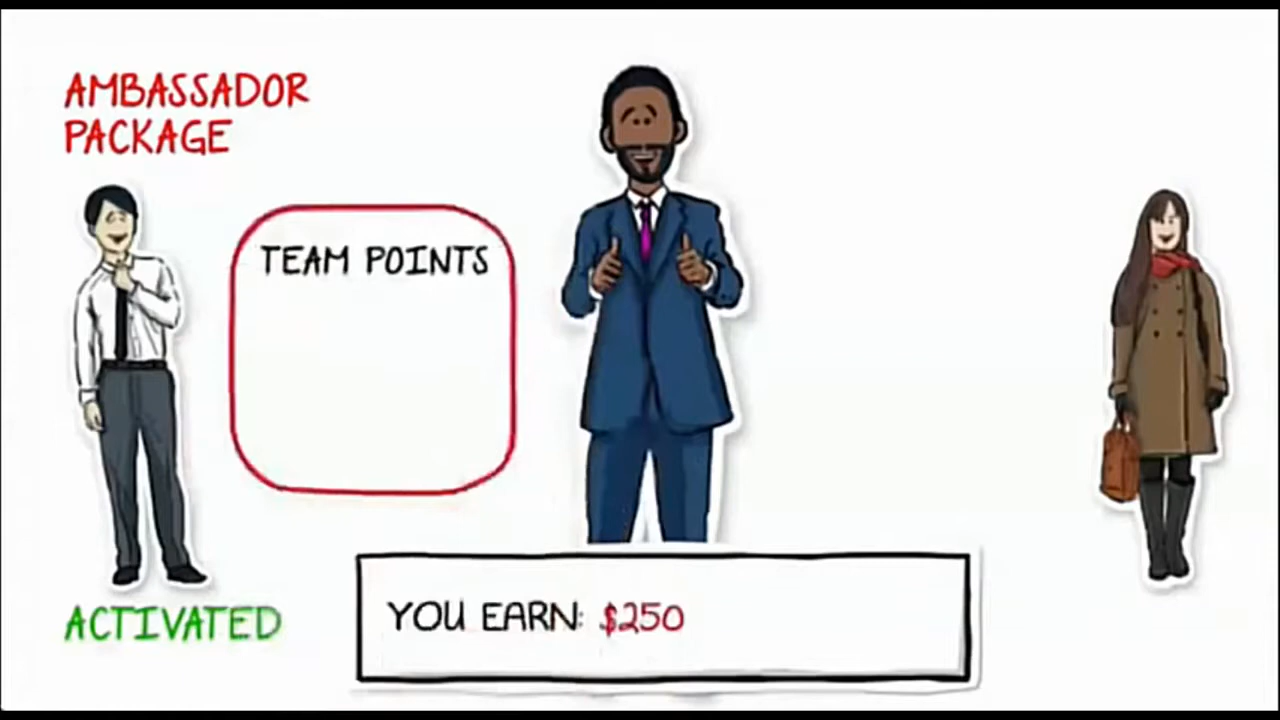 AMBASSADOR
PACKAGE
TEAM POINTS
ACTIVATED
YOU EARN: $250